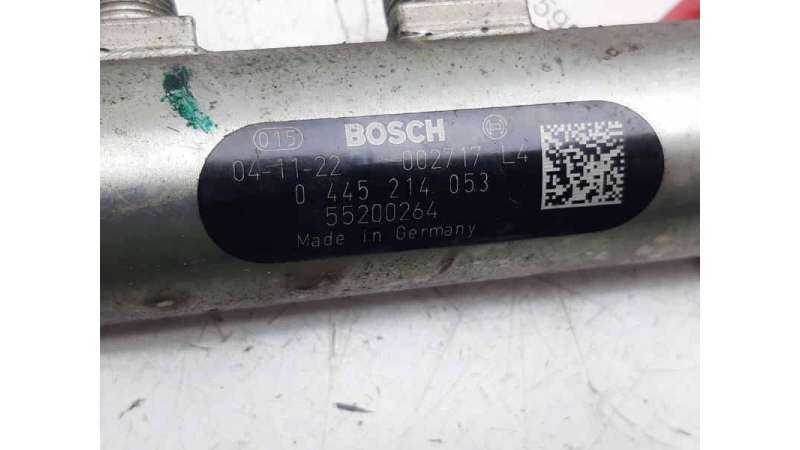 015 BOSCH
04-11-22 002717 L4
0 445 214 053
55200264
Made in Germany